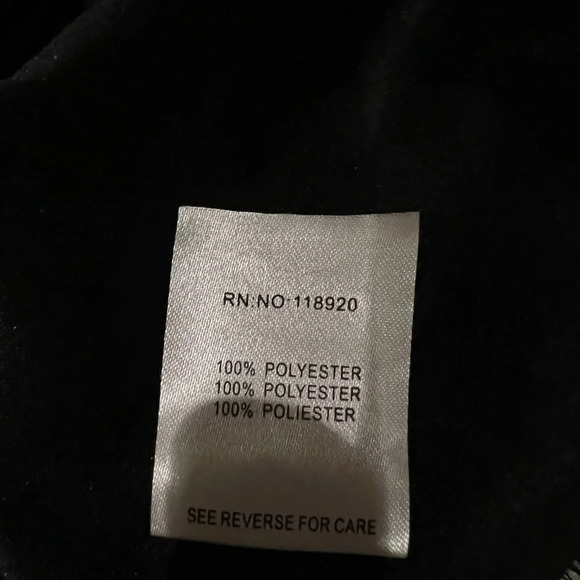 RN:NO:118920
100% POLYESTER
100% POLYESTER
100% POLIESTER
SEE REVERSE FOR CARE